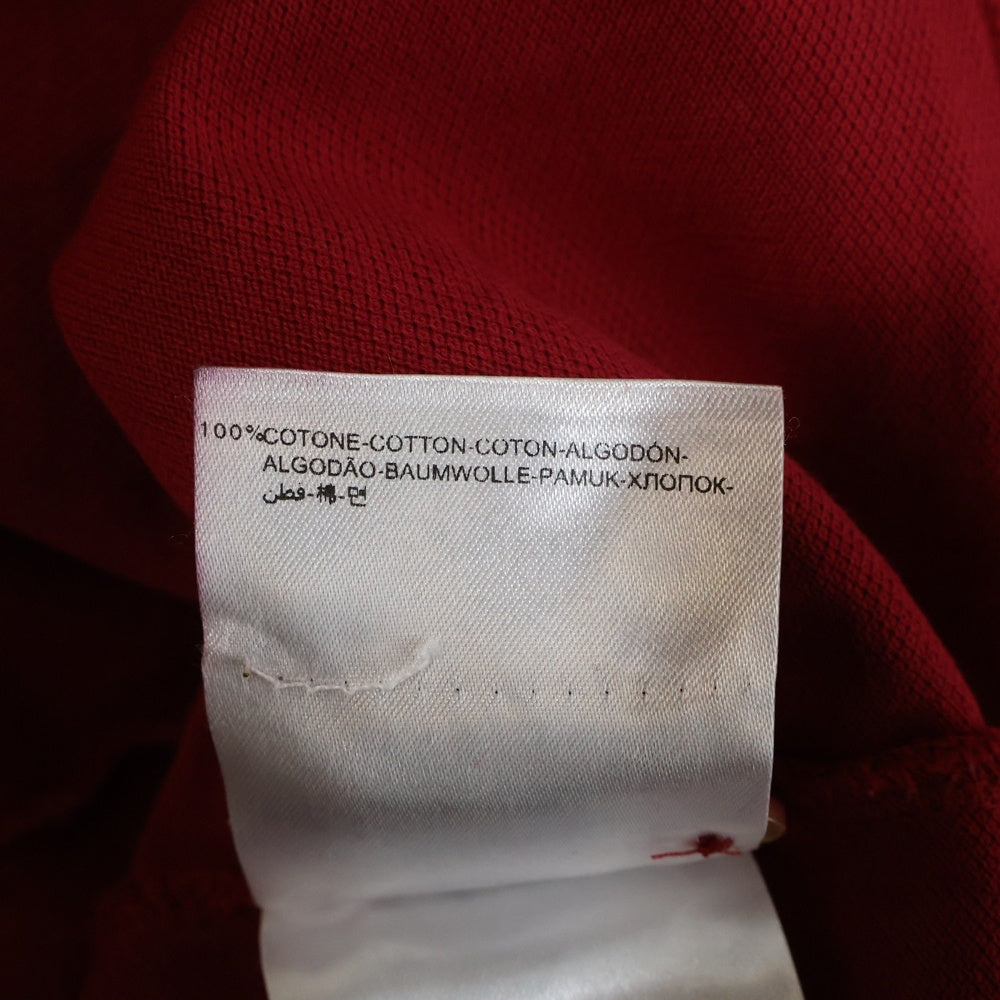 100%COTONE-COTTON-COTON-ALGODÓN-
ALGODÃO-BAUMWOLLE-PAMUK-ХЛОПОК-
قطن-棉-면